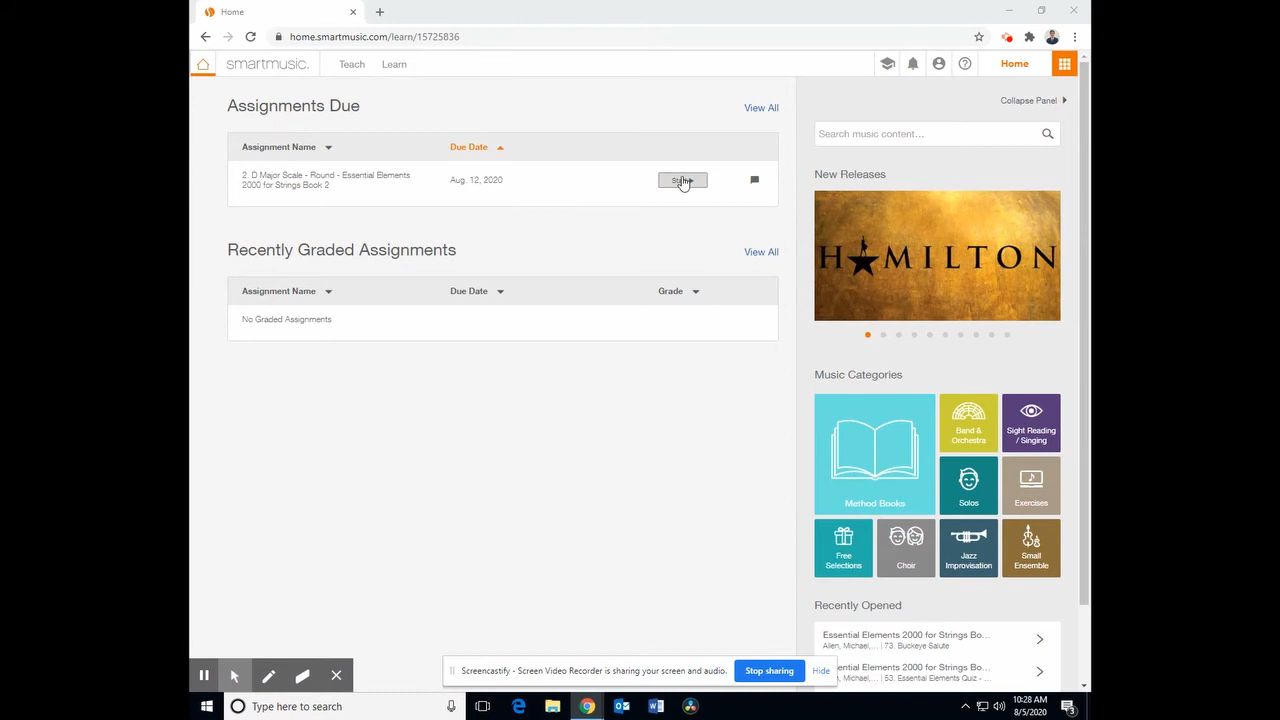 Home
home.smartmusic.com/learn/15725836
smartmusic.
Teach
Learn
Home
Assignments Due
View All
Assignment Name
Due Date
2. D Major Scale - Round - Essential Elements
2000 for Strings Book 2
Aug. 12, 2020
Recently Graded Assignments
View All
Assignment Name
Due Date
Grade
No Graded Assignments
Collapse Panel
Search music content...
New Releases
HAMILTON
Music Categories
Method Books
Band &
Orchestra
Sight Reading
/ Singing
Solos
Exercises
Free
Selections
Choir
Jazz
Improvisation
Small
Ensemble
Recently Opened
Essential Elements 2000 for Strings Bo...
Allen, Michael,... | 73. Buckeye Salute
Essential Elements 2000 for Strings Bo...
Michael,... | 53. Essential Elements Quiz - ...
Screencastify - Screen Video Recorder is sharing your screen and audio.
Stop sharing
Hide
Type here to search
10:28 AM
8/5/2020
3